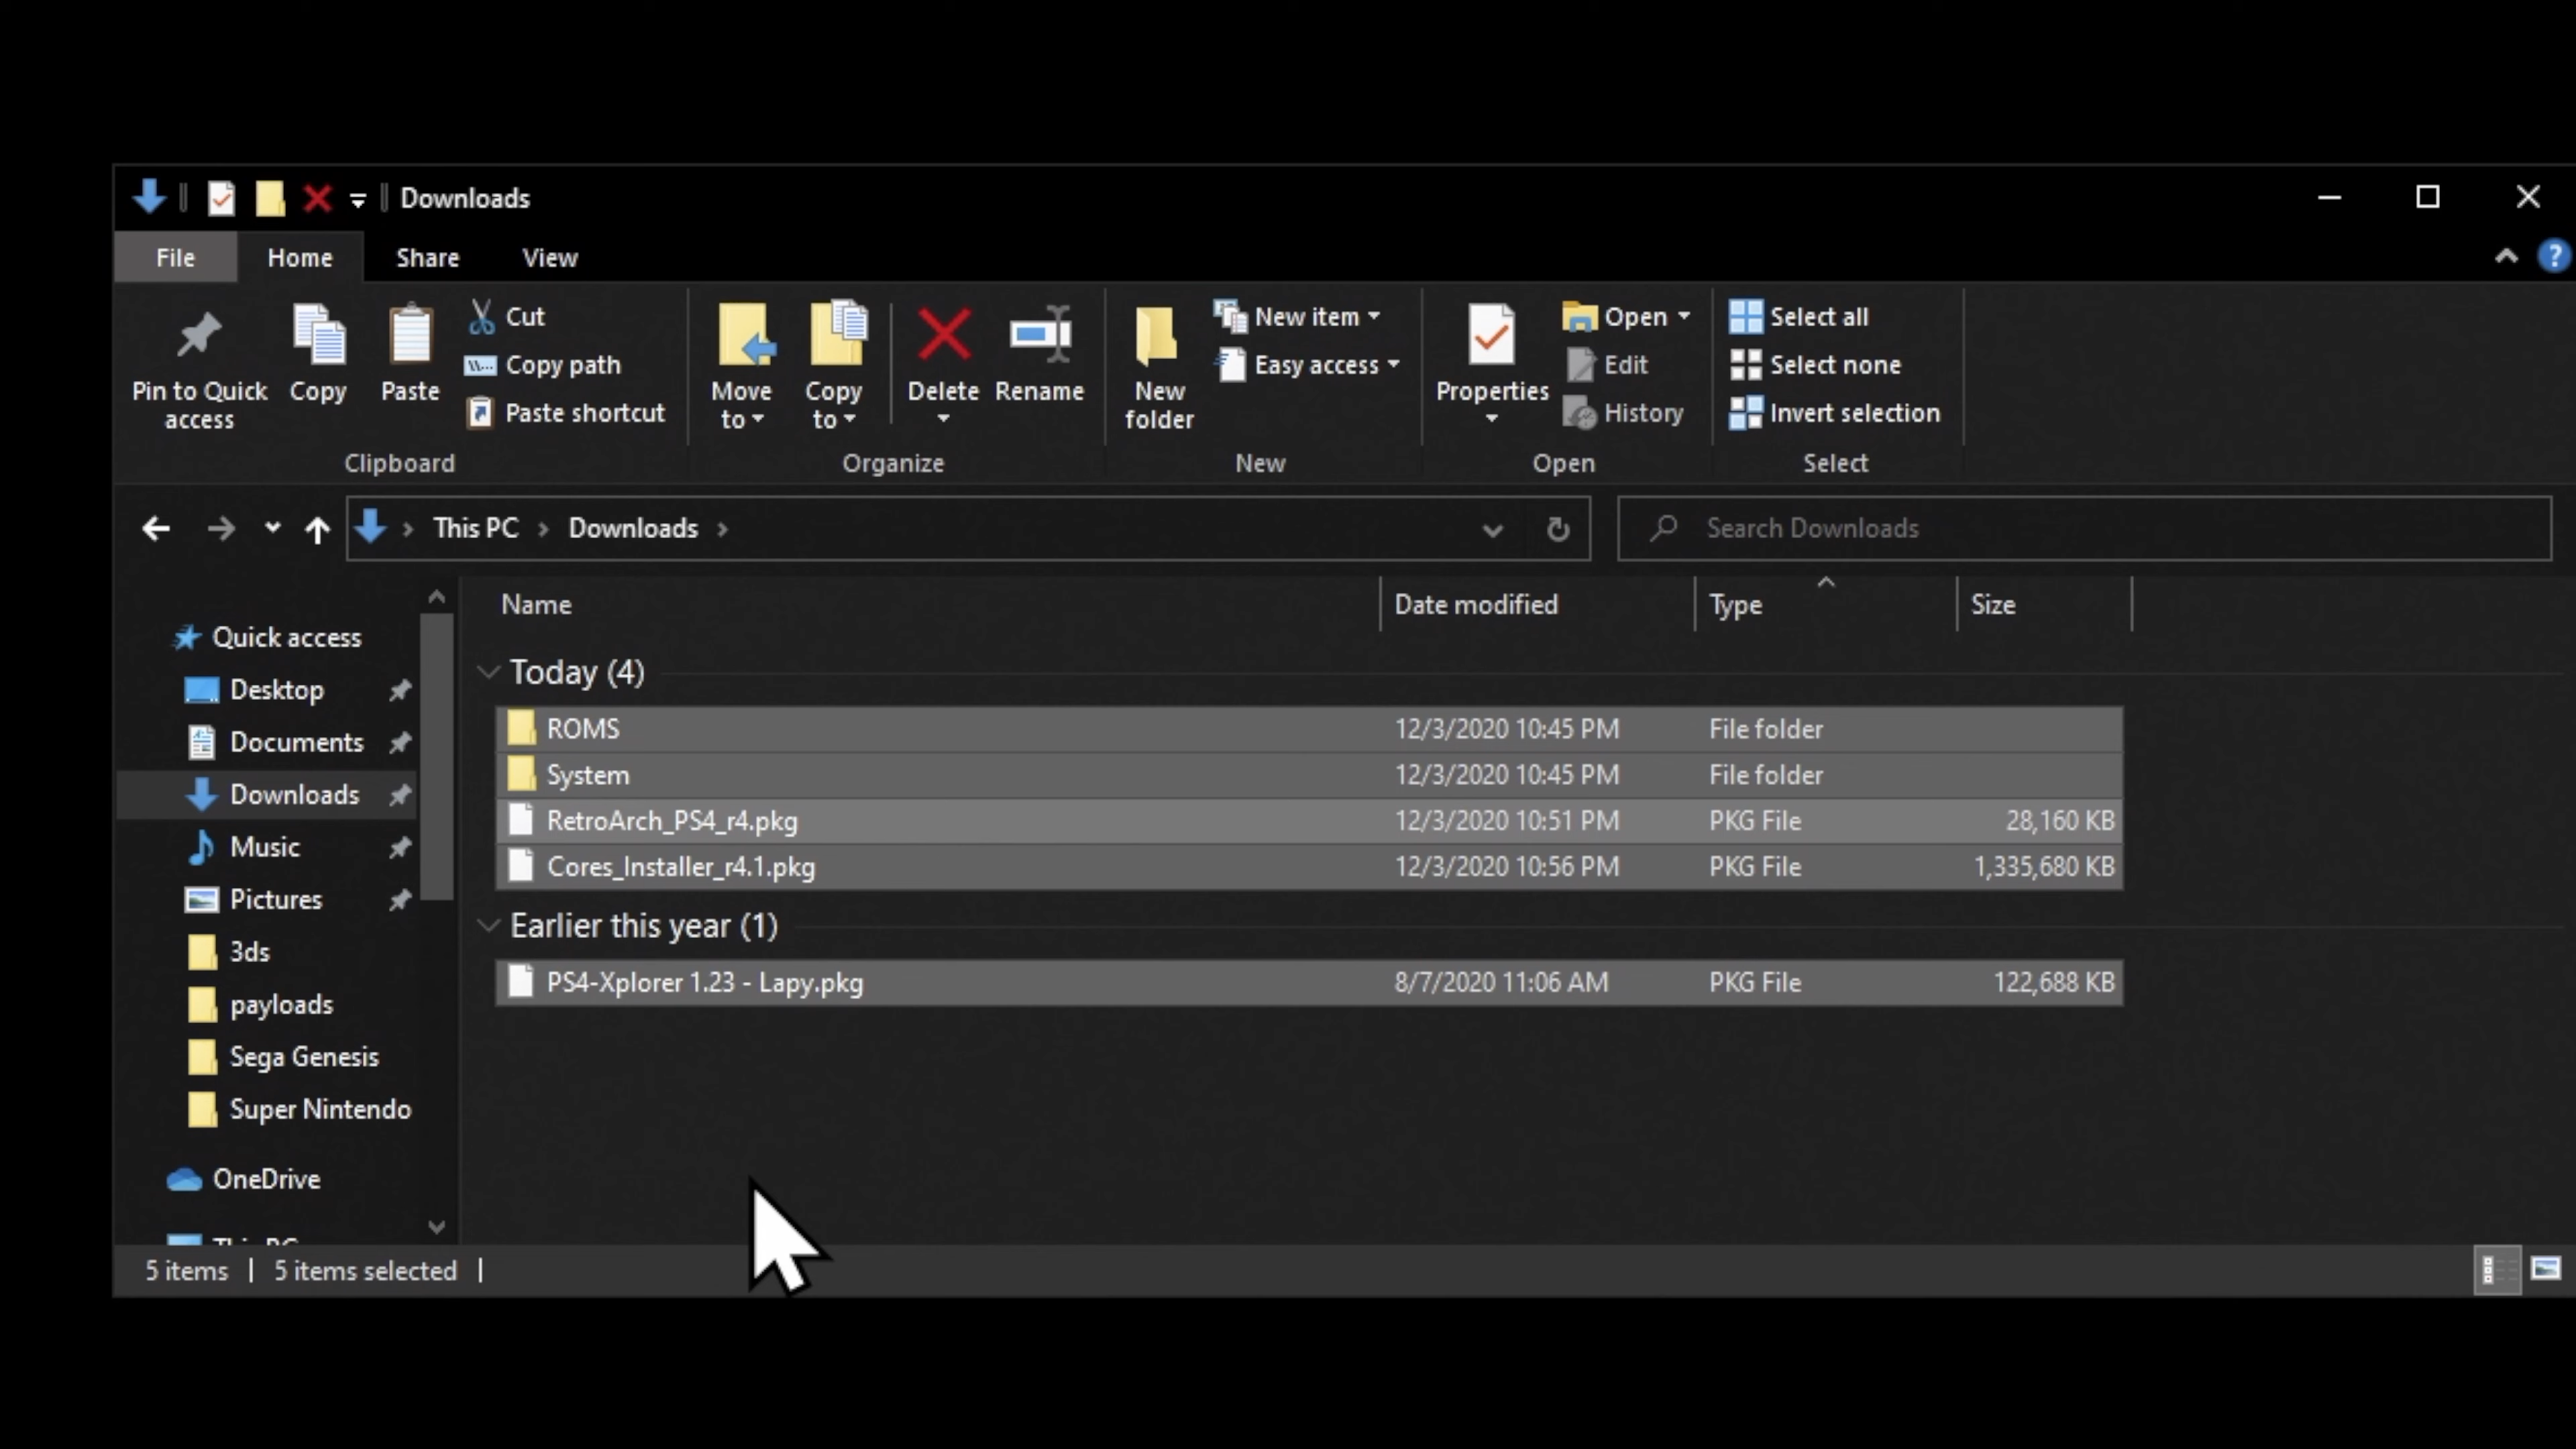 Downloads
File Home Share View
Pin to Quick access
Copy
Paste
Cut
Copy path
Paste shortcut
Clipboard
Move to
Copy to
Delete
Rename
Organize
New folder
New item
Easy access
New
Properties
Open
Edit
History
Open
Select all
Select none
Invert selection
Select
This PC Downloads
Search Downloads
Quick access
Desktop
Documents
Downloads
Music
Pictures
3ds
payloads
Sega Genesis
Super Nintendo
OneDrive
This PC
Name Date modified Type Size
Today (4)
ROMS 12/3/2020 10:45 PM File folder
System 12/3/2020 10:45 PM File folder
RetroArch_PS4_r4.pkg 12/3/2020 10:51 PM PKG File 28,160 KB
Cores_Installer_r4.1.pkg 12/3/2020 10:56 PM PKG File 1,335,680 KB
Earlier this year (1)
PS4-Xplorer 1.23 - Lapy.pkg 8/7/2020 11:06 AM PKG File 122,688 KB
5 items 5 items selected